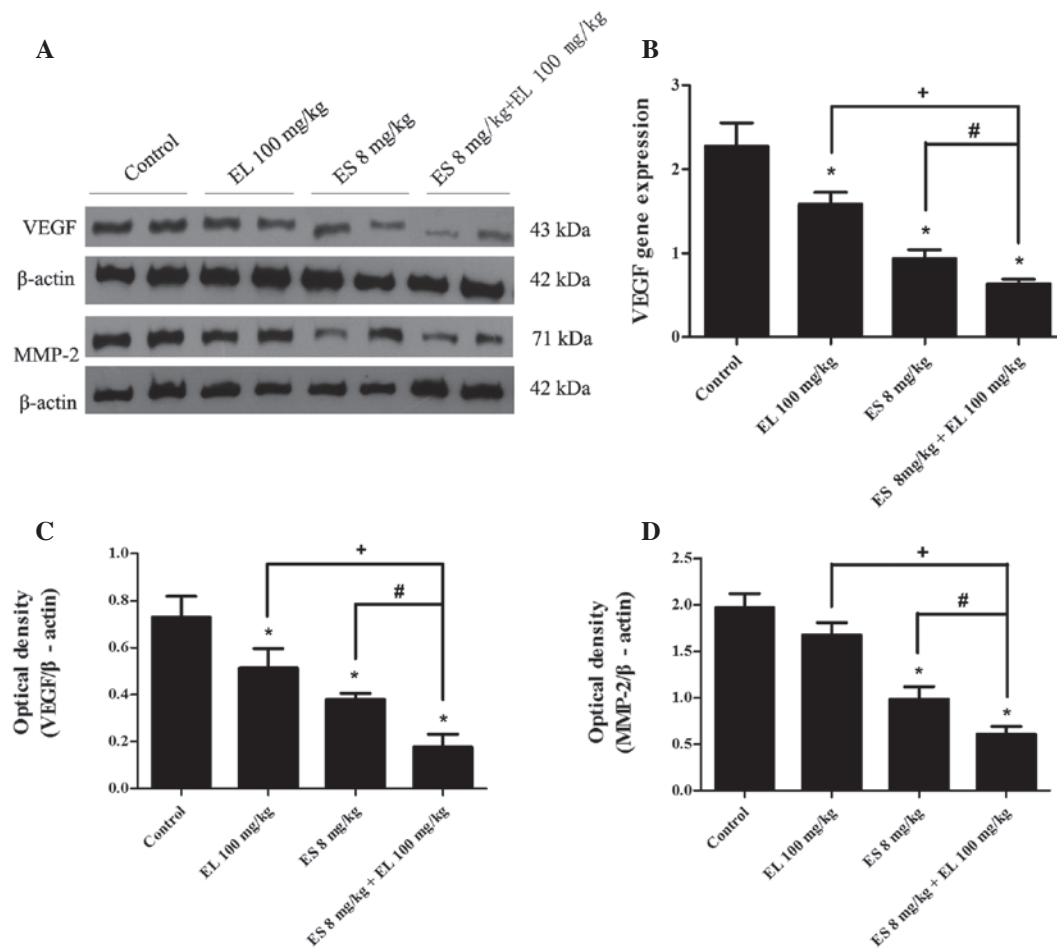 A
Control
EL 100 mg/kg
ES 8 mg/kg
ES 8 mg/kg+EL 100 mg/kg
VEGF
43 kDa
β-actin
42 kDa
MMP-2
71 kDa
β-actin
42 kDa
B
VEGF gene expression
3
2
1
0
+
#
*
*
*
Control
EL 100 mg/kg
ES 8 mg/kg
ES 8mg/kg + EL 100 mg/kg
C
Optical density
(VEGF/β - actin)
1.0
0.8
0.6
0.4
0.2
0.0
+
#
*
*
*
Control
EL 100 mg/kg
ES 8 mg/kg
ES 8 mg/kg + EL 100 mg/kg
D
Optical density
(MMP-2/β - actin)
2.5
2.0
1.5
1.0
0.5
0.0
+
#
*
*
Control
EL 100 mg/kg
ES 8 mg/kg
ES 8 mg/kg + EL 100 mg/kg